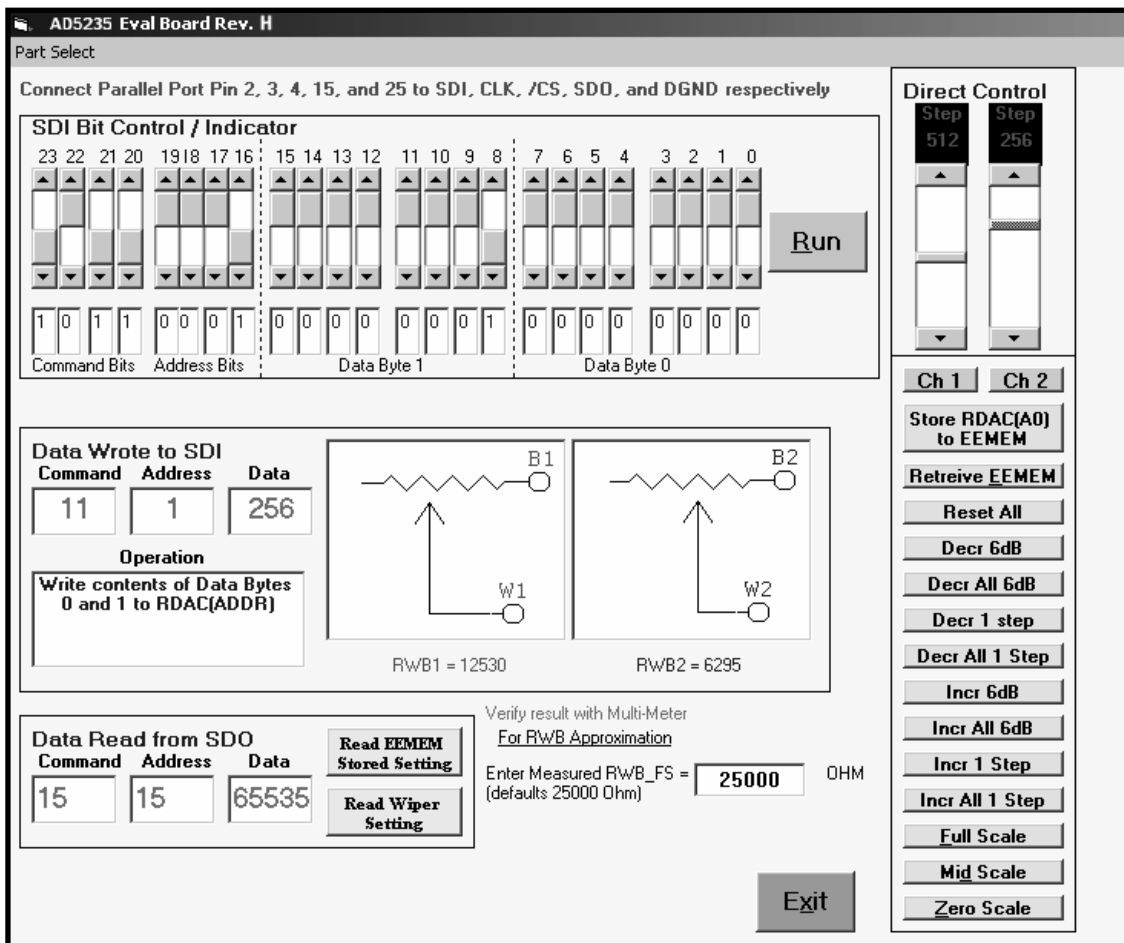 AD5235 Eval Board Rev. H
Part Select
Connect Parallel Port Pin 2, 3, 4, 15, and 25 to SDI, CLK, /CS, SDO, and DGND respectively
SDI Bit Control / Indicator
23 22 21 20 19 18 17 16 15 14 13 12 11 10 9 8 7 6 5 4 3 2 1 0
Run
1 0 1 1 0 0 0 1 0 0 0 0 0 0 0 1 0 0 0 0 0 0 0 0
Command Bits Address Bits Data Byte 1 Data Byte 0
Direct Control
Step Step
512 256
Ch 1 Ch 2
Store RDAC(A0)
to EEMEM
Retreive EEMEM
Reset All
Decr 6dB
Decr All 6dB
Decr 1 step
Decr All 1 Step
Incr 6dB
Incr All 6dB
Incr 1 Step
Incr All 1 Step
Full Scale
Mid Scale
Zero Scale
Data Wrote to SDI
Command Address Data
11 1 256
Operation
Write contents of Data Bytes
0 and 1 to RDAC(ADDR)
B1
W1
RWB1 = 12530
B2
W2
RWB2 = 6295
Data Read from SDO
Command Address Data
15 15 65535
Read EEMEM
Stored Setting
Read Wiper
Setting
Verify result with Multi-Meter
For RWB Approximation
Enter Measured RWB_FS = 25000 OHM
(defaults 25000 Ohm)
Exit